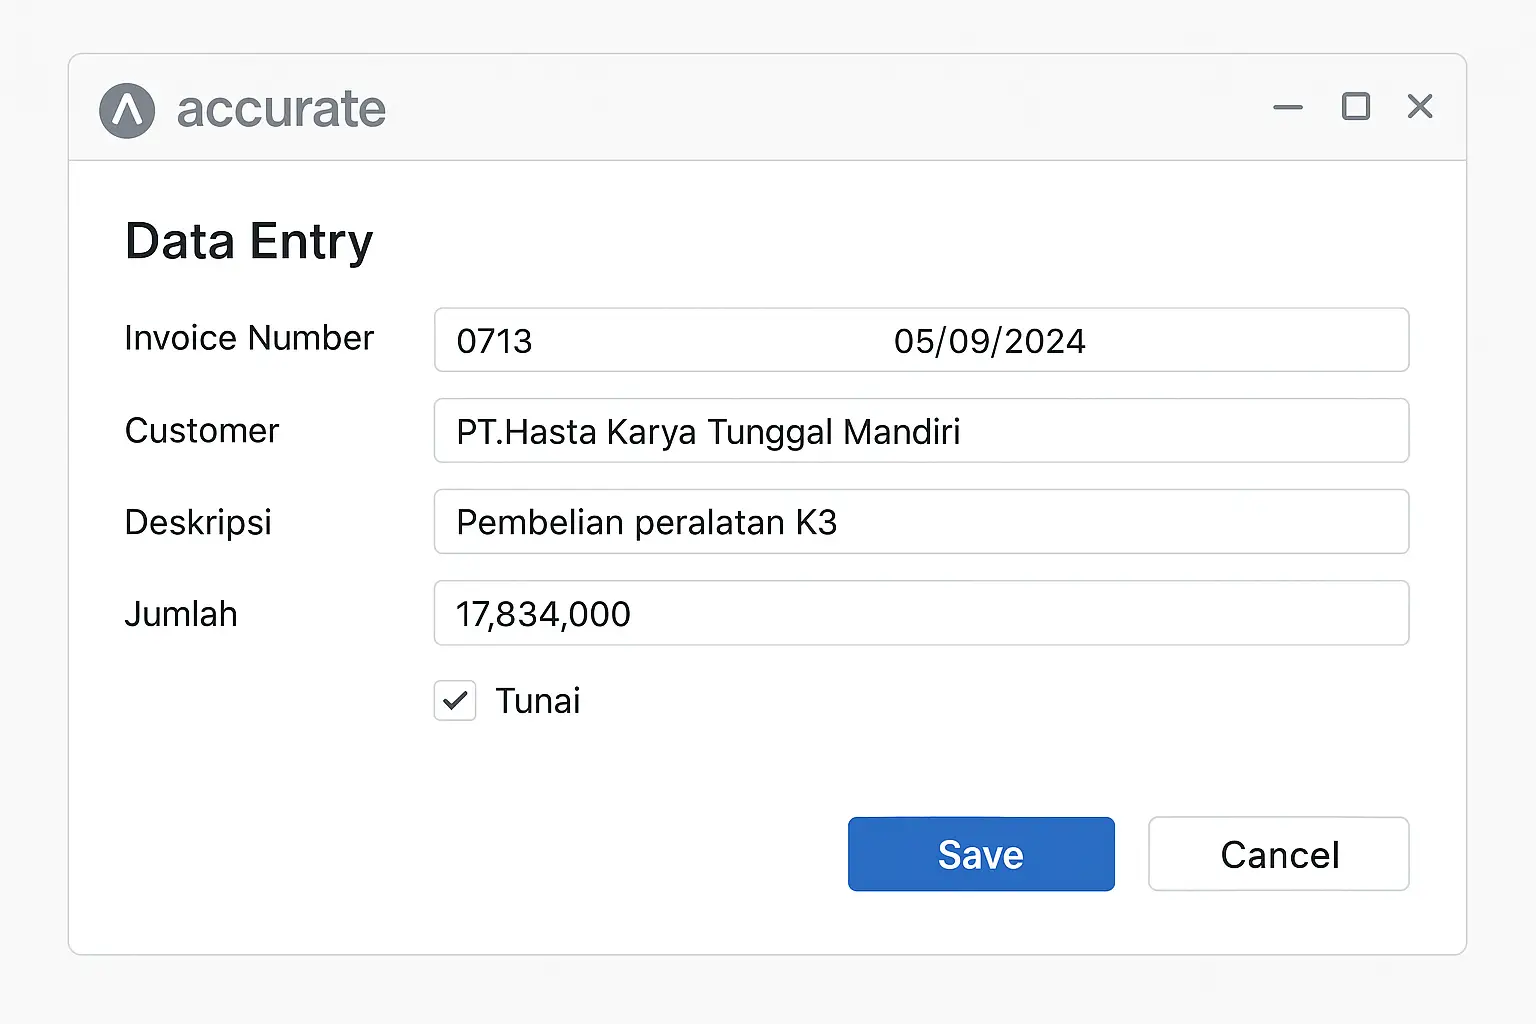 accurate
Data Entry
Invoice Number 0713 05/09/2024
Customer PT.Hasta Karya Tunggal Mandiri
Deskripsi Pembelian peralatan K3
Jumlah 17,834,000
Tunai
Save Cancel